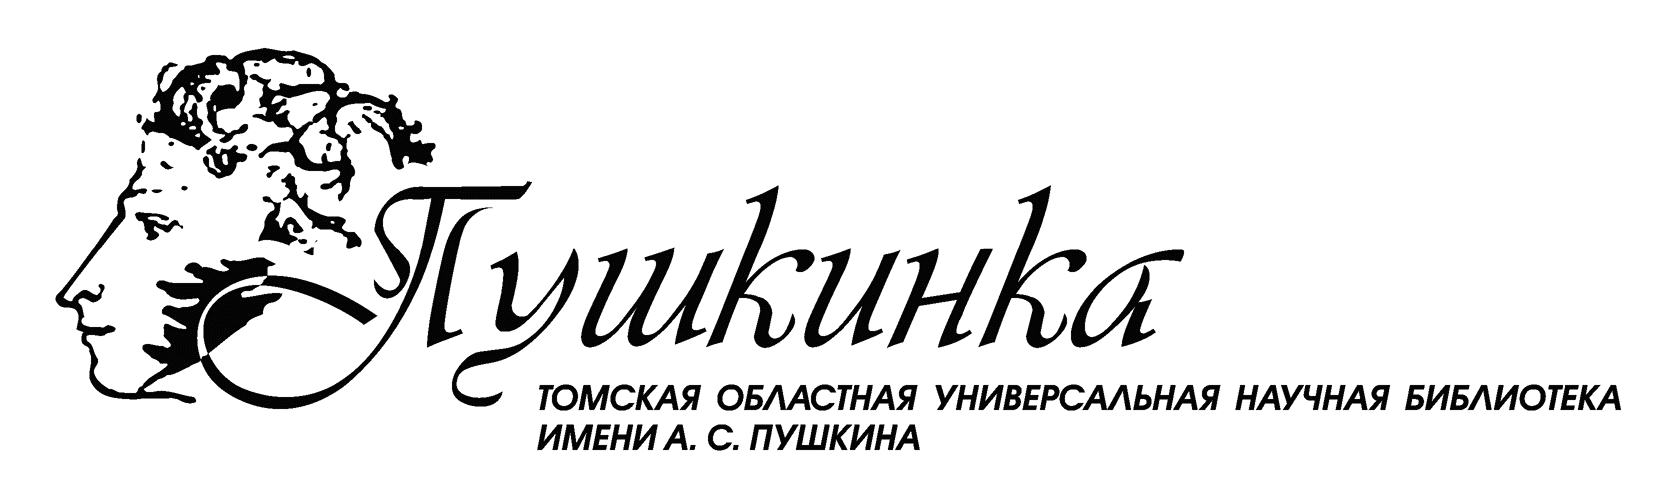 Пушкинка
ТОМСКАЯ ОБЛАСТНАЯ УНИВЕРСАЛЬНАЯ НАУЧНАЯ БИБЛИОТЕКА
ИМЕНИ А. С. ПУШКИНА